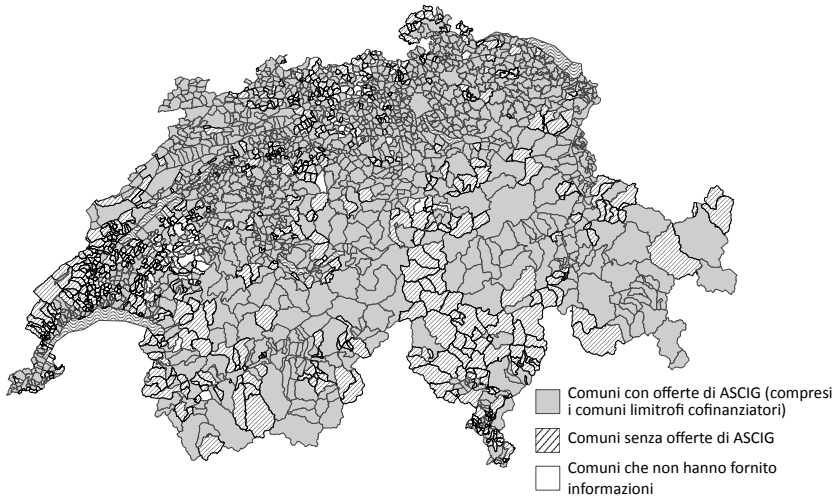 Comuni con offerte di ASCIG (compresi
i comuni limitrofi cofinanziatori)
Comuni senza offerte di ASCIG
Comuni che non hanno fornito
informazioni